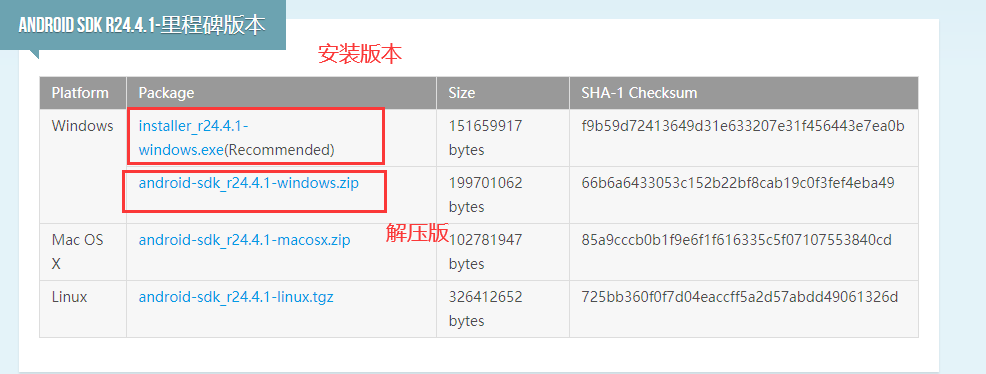 ANDROID SDK R24.4.1-里程碑版本
安装版本
Platform Package Size SHA-1 Checksum
Windows installer_r24.4.1- 151659917 f9b59d72413649d31e633207e31f456443e7ea0b
windows.exe(Recommended) bytes
android-sdk_r24.4.1-windows.zip 199701062 66b6a6433053c152b22bf8cab19c0f3fef4eba49
bytes
解压版
Mac OS android-sdk_r24.4.1-macosx.zip 102781947 85a9cccb0b1f9e6f1f616335c5f07107553840cd
X bytes
Linux android-sdk_r24.4.1-linux.tgz 326412652 725bb360f0f7d04eaccff5a2d57abdd49061326d
bytes